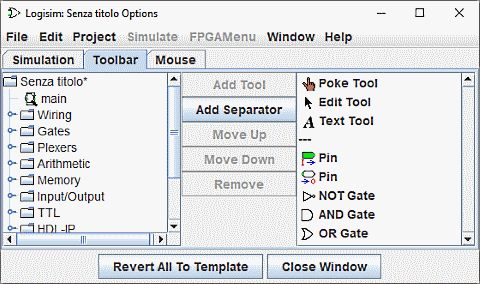 Logisim: Senza titolo Options
File Edit Project Simulate FPGAMenu Window Help
Simulation Toolbar Mouse
Senza titolo*
main
Wiring
Gates
Plexers
Arithmetic
Memory
Input/Output
TTL
HDL-IP
Add Tool
Add Separator
Move Up
Move Down
Remove
Poke Tool
Edit Tool
A Text Tool
---
Pin
Pin
NOT Gate
AND Gate
OR Gate
Revert All To Template Close Window